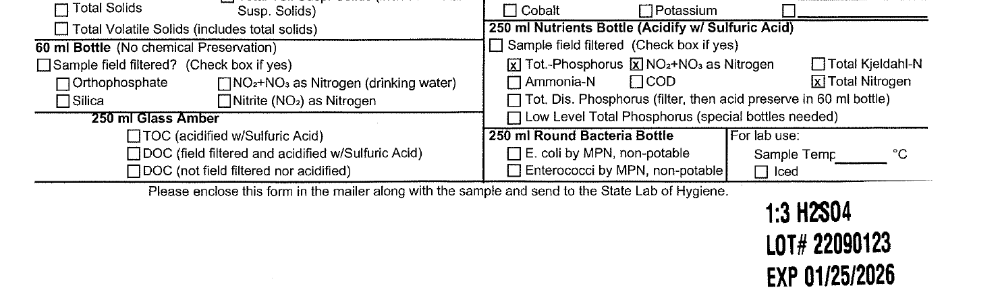 ☐ Total Solids
Susp. Solids)
☐ Total Volatile Solids (includes total solids)
60 ml Bottle (No chemical Preservation)
☐ Sample field filtered? (Check box if yes)
☐ Orthophosphate ☐ NO₂+NO₃ as Nitrogen (drinking water)
☐ Silica ☐ Nitrite (NO₂) as Nitrogen
250 ml Glass Amber
☐ TOC (acidified w/Sulfuric Acid)
☐ DOC (field filtered and acidified w/Sulfuric Acid)
☐ DOC (not field filtered nor acidified)
☐ Cobalt ☐ Potassium ☐
250 ml Nutrients Bottle (Acidify w/ Sulfuric Acid)
☐ Sample field filtered (Check box if yes)
☒ Tot.-Phosphorus ☒ NO₂+NO₃ as Nitrogen ☐ Total Kjeldahl-N
☐ Ammonia-N ☐ COD ☒ Total Nitrogen
☐ Tot. Dis. Phosphorus (filter, then acid preserve in 60 ml bottle)
☐ Low Level Total Phosphorus (special bottles needed)
250 ml Round Bacteria Bottle
☐ E. coli by MPN, non-potable
☐ Enterococci by MPN, non-potable
For lab use:
Sample Temp______ °C
☐ Iced
Please enclose this form in the mailer along with the sample and send to the State Lab of Hygiene.
1:3 H2SO4
LOT# 22090123
EXP 01/25/2026